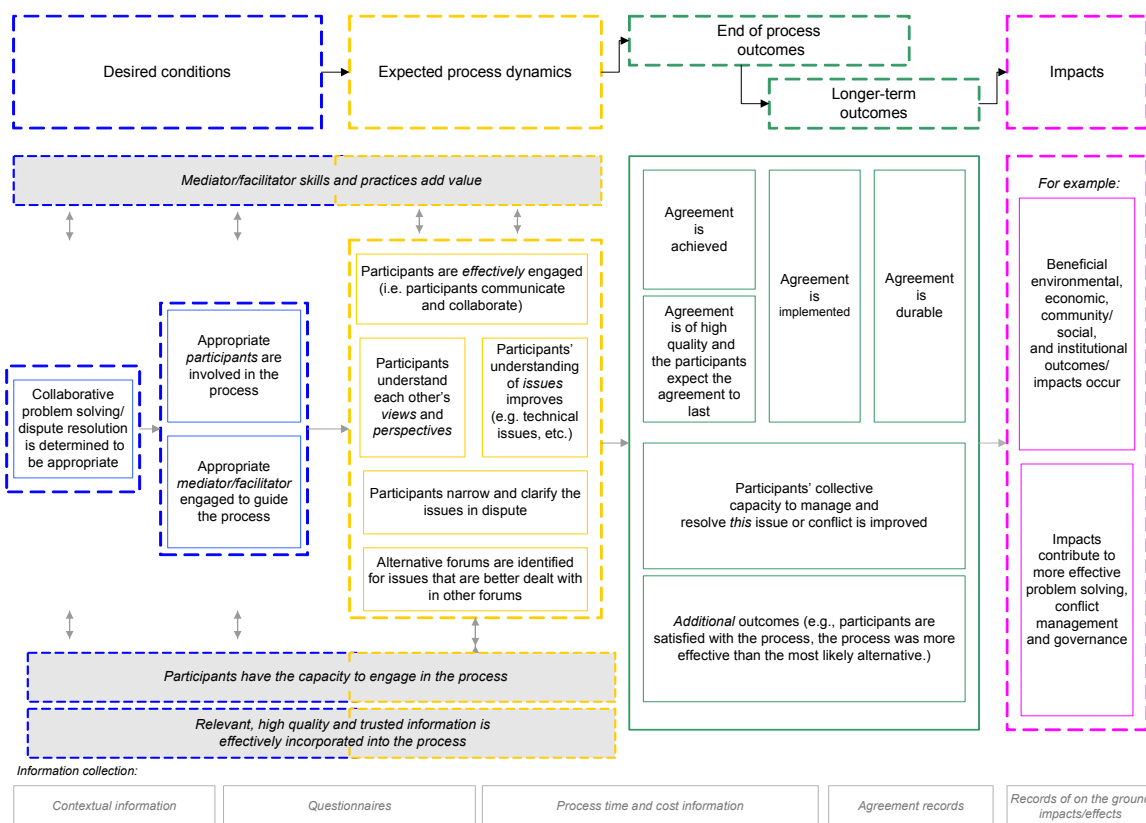 Desired conditions
Expected process dynamics
End of process
outcomes
Longer-term
outcomes
Impacts
Mediator/facilitator skills and practices add value
Collaborative
problem solving/
dispute resolution
is determined to
be appropriate
Appropriate
participants are
involved in the
process
Appropriate
mediator/facilitator
engaged to guide
the process
Participants are effectively engaged
(i.e. participants communicate
and collaborate)
Participants
understand
each other's
views and
perspectives
Participants'
understanding
of issues
improves
(e.g. technical
issues, etc.)
Participants narrow and clarify the
issues in dispute
Alternative forums are identified
for issues that are better dealt with
in other forums
Agreement
is
achieved
Agreement
is of high
quality and
the participants
expect the
agreement to
last
Agreement
is
implemented
Agreement
is
durable
Participants' collective
capacity to manage and
resolve this issue or conflict is improved
Additional outcomes (e.g., participants are
satisfied with the process, the process was more
effective than the most likely alternative.)
For example:
Beneficial
environmental,
economic,
community/
social,
and institutional
outcomes/
impacts occur
Impacts
contribute to
more effective
problem solving,
conflict
management
and governance
Participants have the capacity to engage in the process
Relevant, high quality and trusted information is
effectively incorporated into the process
Information collection:
Contextual information
Questionnaires
Process time and cost information
Agreement records
Records of on the ground
impacts/effects